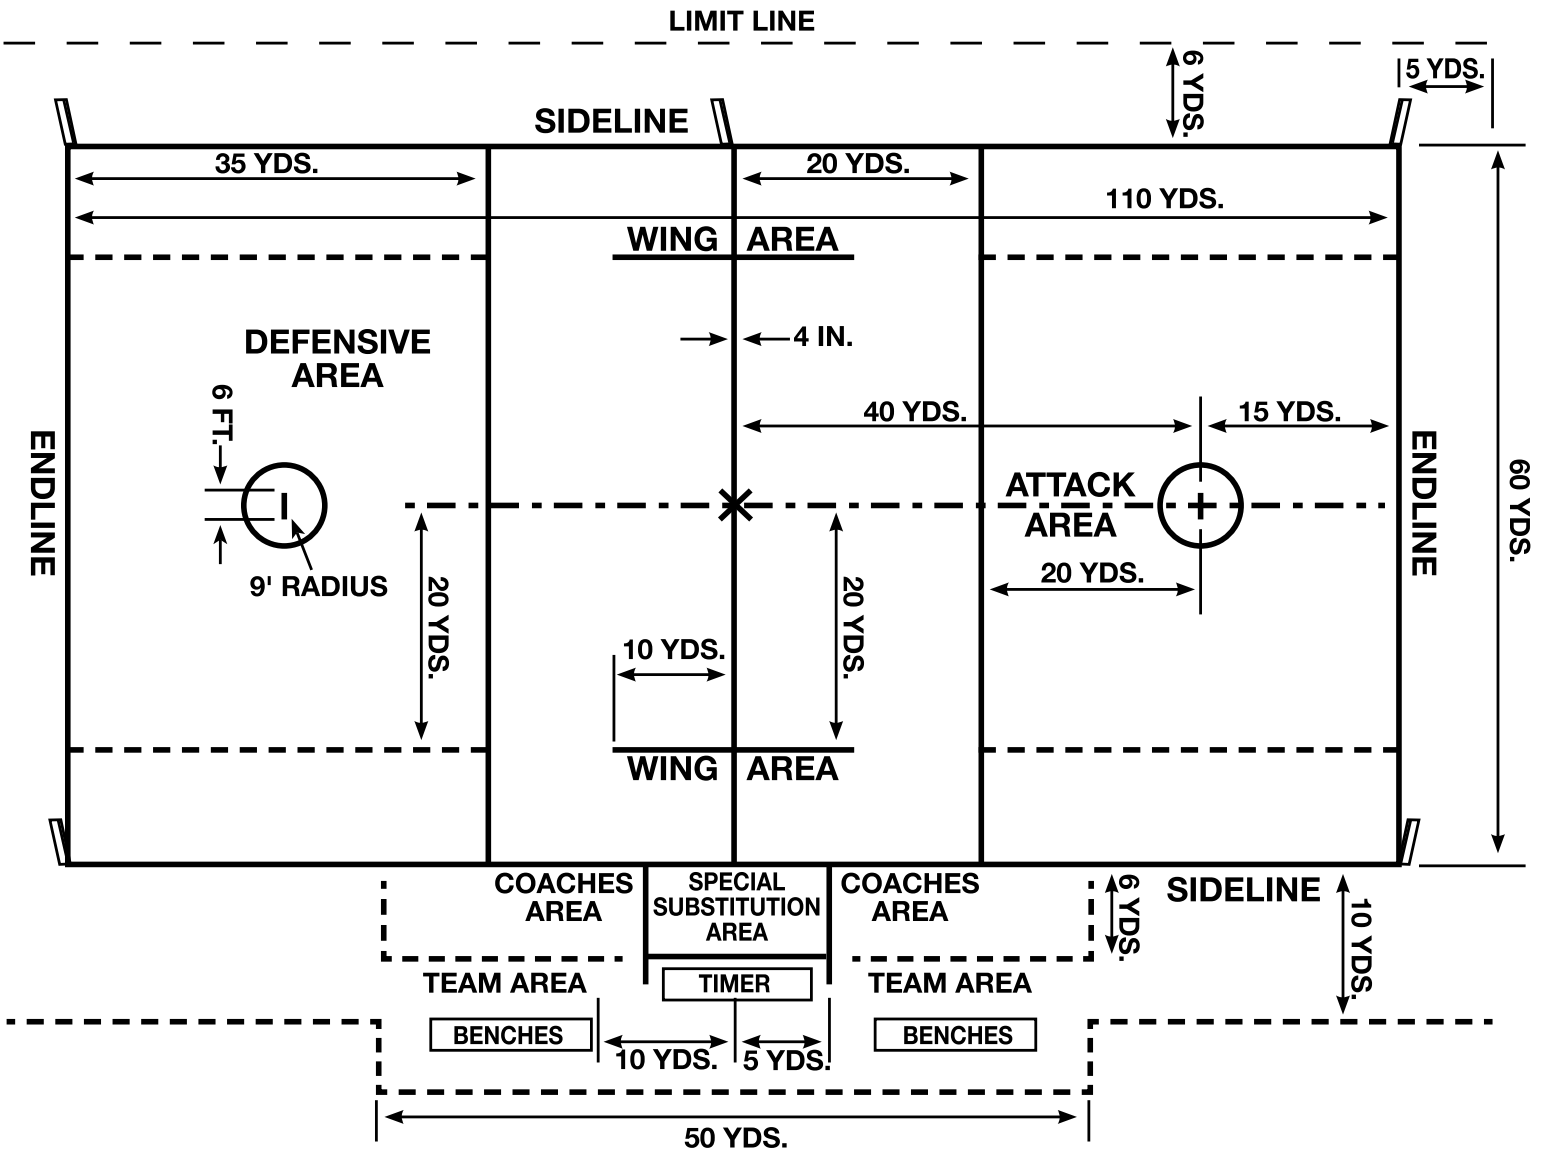 LIMIT LINE
6 YDS.
5 YDS.
SIDELINE
35 YDS.
20 YDS.
110 YDS.
WING AREA
DEFENSIVE
AREA
4 IN.
6 FT.
40 YDS.
15 YDS.
ENDLINE
ENDLINE
60 YDS.
ATTACK
AREA
9' RADIUS
20 YDS.
20 YDS.
20 YDS.
10 YDS.
WING AREA
COACHES
AREA
SPECIAL
SUBSTITUTION
AREA
COACHES
AREA
6 YDS.
SIDELINE
10 YDS.
TEAM AREA
TIMER
TEAM AREA
BENCHES
10 YDS.
5 YDS.
BENCHES
50 YDS.